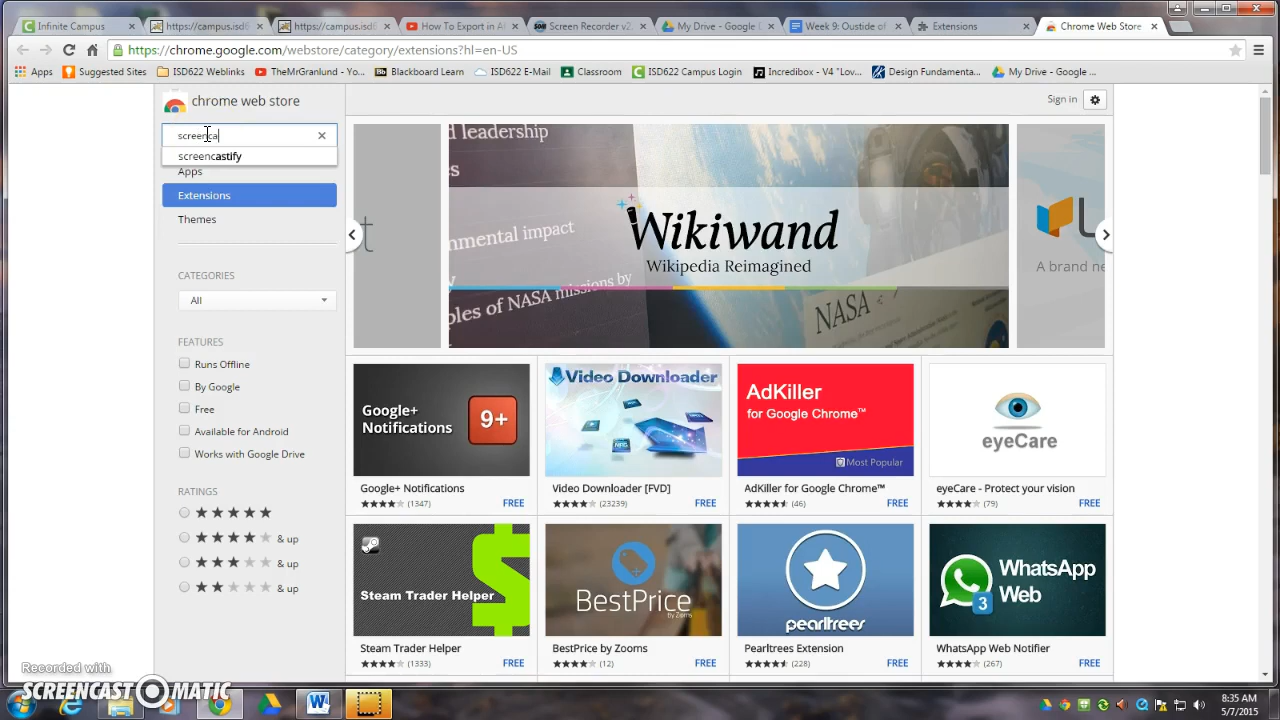 Infinite Campus
https://campus.isd6
https://campus.isd6
How To Export in A
Screen Recorder v2.
My Drive - Google
Week 9: Oustide of
Extensions
Chrome Web Store
https://chrome.google.com/webstore/category/extensions?hl=en-US
Apps
Suggested Sites
ISD622 Weblinks
TheMrGranlund - Yo...
Blackboard Learn
ISD622 E-Mail
Classroom
ISD622 Campus Login
Incredibox - V4 "Lov...
Design Fundamenta...
My Drive - Google ...
chrome web store
Sign in
screenca
screencastify
Apps
Extensions
Themes
CATEGORIES
All
FEATURES
Runs Offline
By Google
Free
Available for Android
Works with Google Drive
RATINGS
& up
& up
& up
t
d leadership
s
onmental impact
y
ples of NASA missions by
NASA
Wikiwand
Wikipedia Reimagined
A brand ne
Google+
Notifications
9+
Google+ Notifications
(1347)
FREE
Video Downloader
Video Downloader [FVD]
(23239)
FREE
AdKiller
for Google Chrome™
Most Popular
AdKiller for Google Chrome™
(46)
FREE
eyeCare
eyeCare - Protect your vision
(79)
FREE
Steam Trader Helper
$
Steam Trader Helper
(1333)
FREE
BestPrice
by Zooms
BestPrice by Zooms
(12)
FREE
pearltrees
Pearltrees Extension
(228)
FREE
WhatsApp
Web
3
WhatsApp Web Notifier
(267)
FREE
Recorded with
SCREENCAST-O-MATIC
8:35 AM
5/7/2015